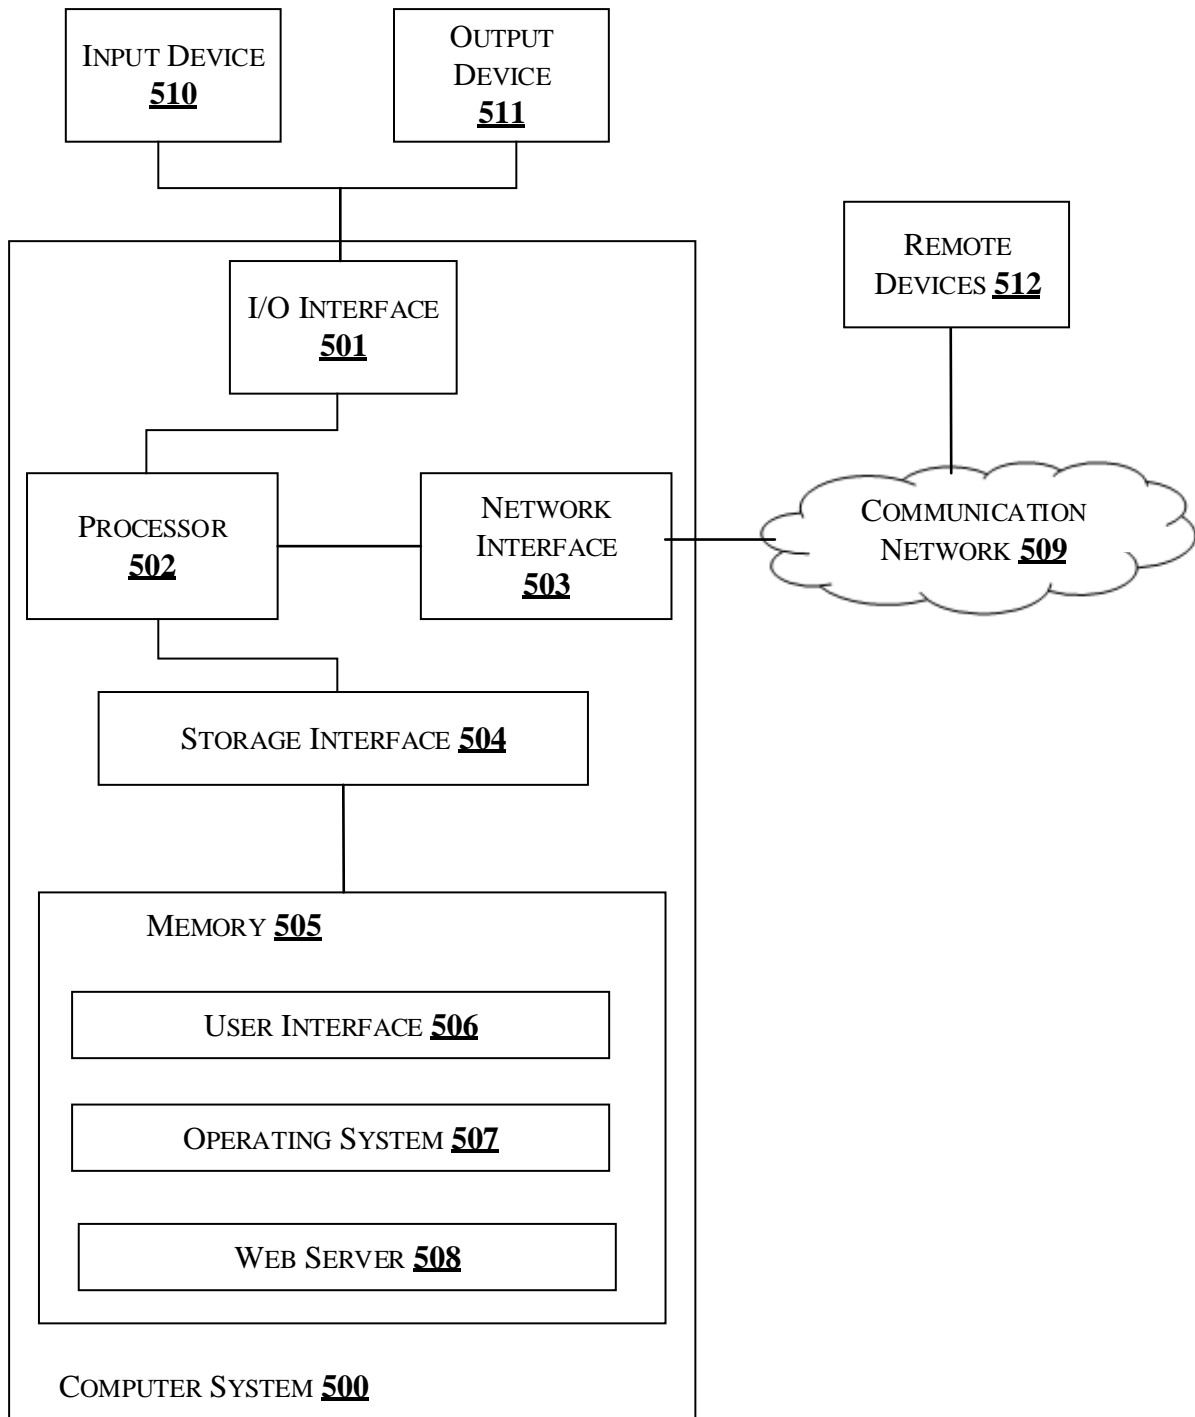 INPUT DEVICE
510
OUTPUT
DEVICE
511
I/O INTERFACE
501
REMOTE
DEVICES 512
PROCESSOR
502
NETWORK
INTERFACE
503
COMMUNICATION
NETWORK 509
STORAGE INTERFACE 504
MEMORY 505
USER INTERFACE 506
OPERATING SYSTEM 507
WEB SERVER 508
COMPUTER SYSTEM 500